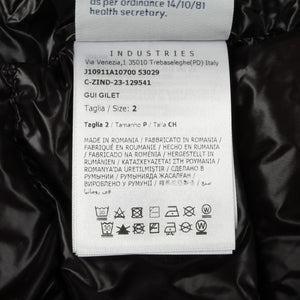 as per ordinance 14/10/81
health secretary.
INDUSTRIES
Via Venezia,1 35010 Trebaseleghe(PD) Italy
J10911A10700 53029
C-ZIND-23-129541
GUI GILET
Taglia / Size: 2
Taglia 2 / Tamanho P / Talla CH
MADE IN ROMANIA / FABBRICATO IN ROMANIA
FABRIQUE EN ROUMANIE / HECHO EN RUMANIA
FABRICADO NA ROMÉNIA / HERGESTELLT IN
RUMÄNIEN / ΚΑΤΑΣΚΕΥΑΖΕΤΑΙ ΣΤΗ ΡΟΥΜΑΝΙΑ
ROMANYA'DA ÜRETILMIŞTIR / СДЕЛАНО В
РУМЫНИИ / РУМЫНИЯДА ЖАСАЛҒАН /
ВИРОБЛЕНО У РУМУНІЇ /